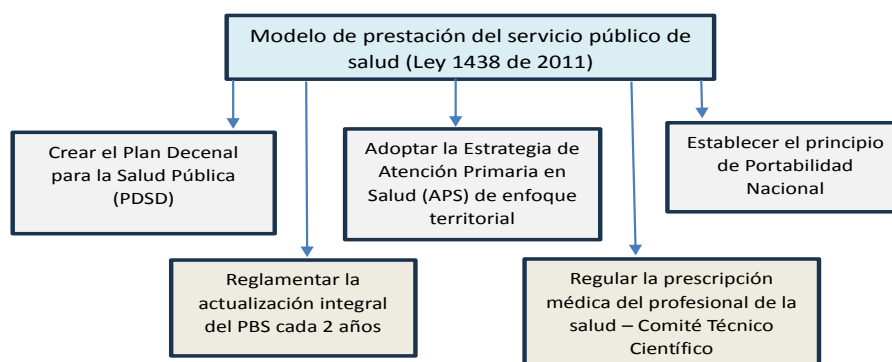 Modelo de prestación del servicio público de
salud (Ley 1438 de 2011)
Crear el Plan Decenal
para la Salud Pública
(PDSD)
Adoptar la Estrategia de
Atención Primaria en
Salud (APS) de enfoque
territorial
Establecer el principio
de Portabilidad
Nacional
Reglamentar la
actualización integral
del PBS cada 2 años
Regular la prescripción
médica del profesional de la
salud – Comité Técnico
Científico